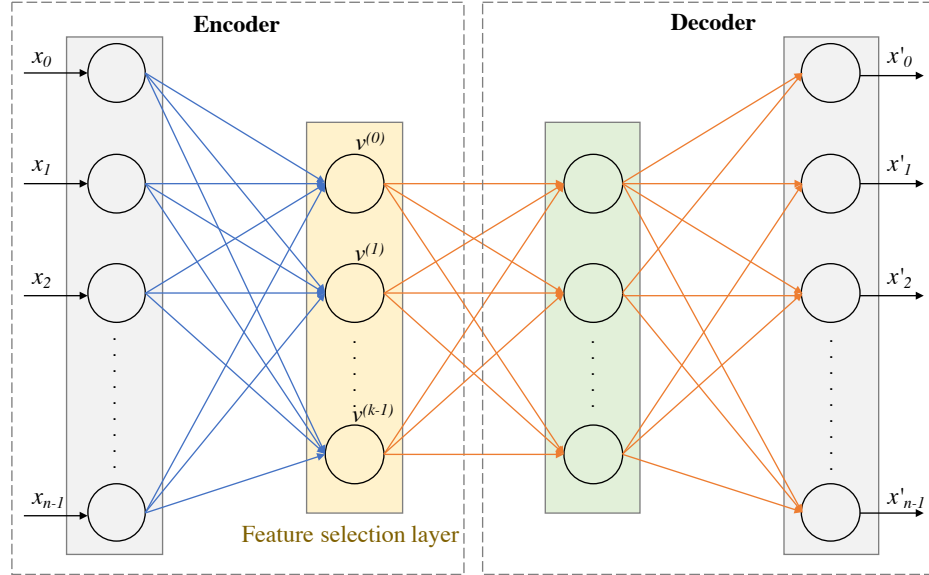 Encoder
Decoder
x0
x'0
v(0)
x1
x'1
v(1)
x2
x'2
v(k-1)
xn-1
x'n-1
Feature selection layer